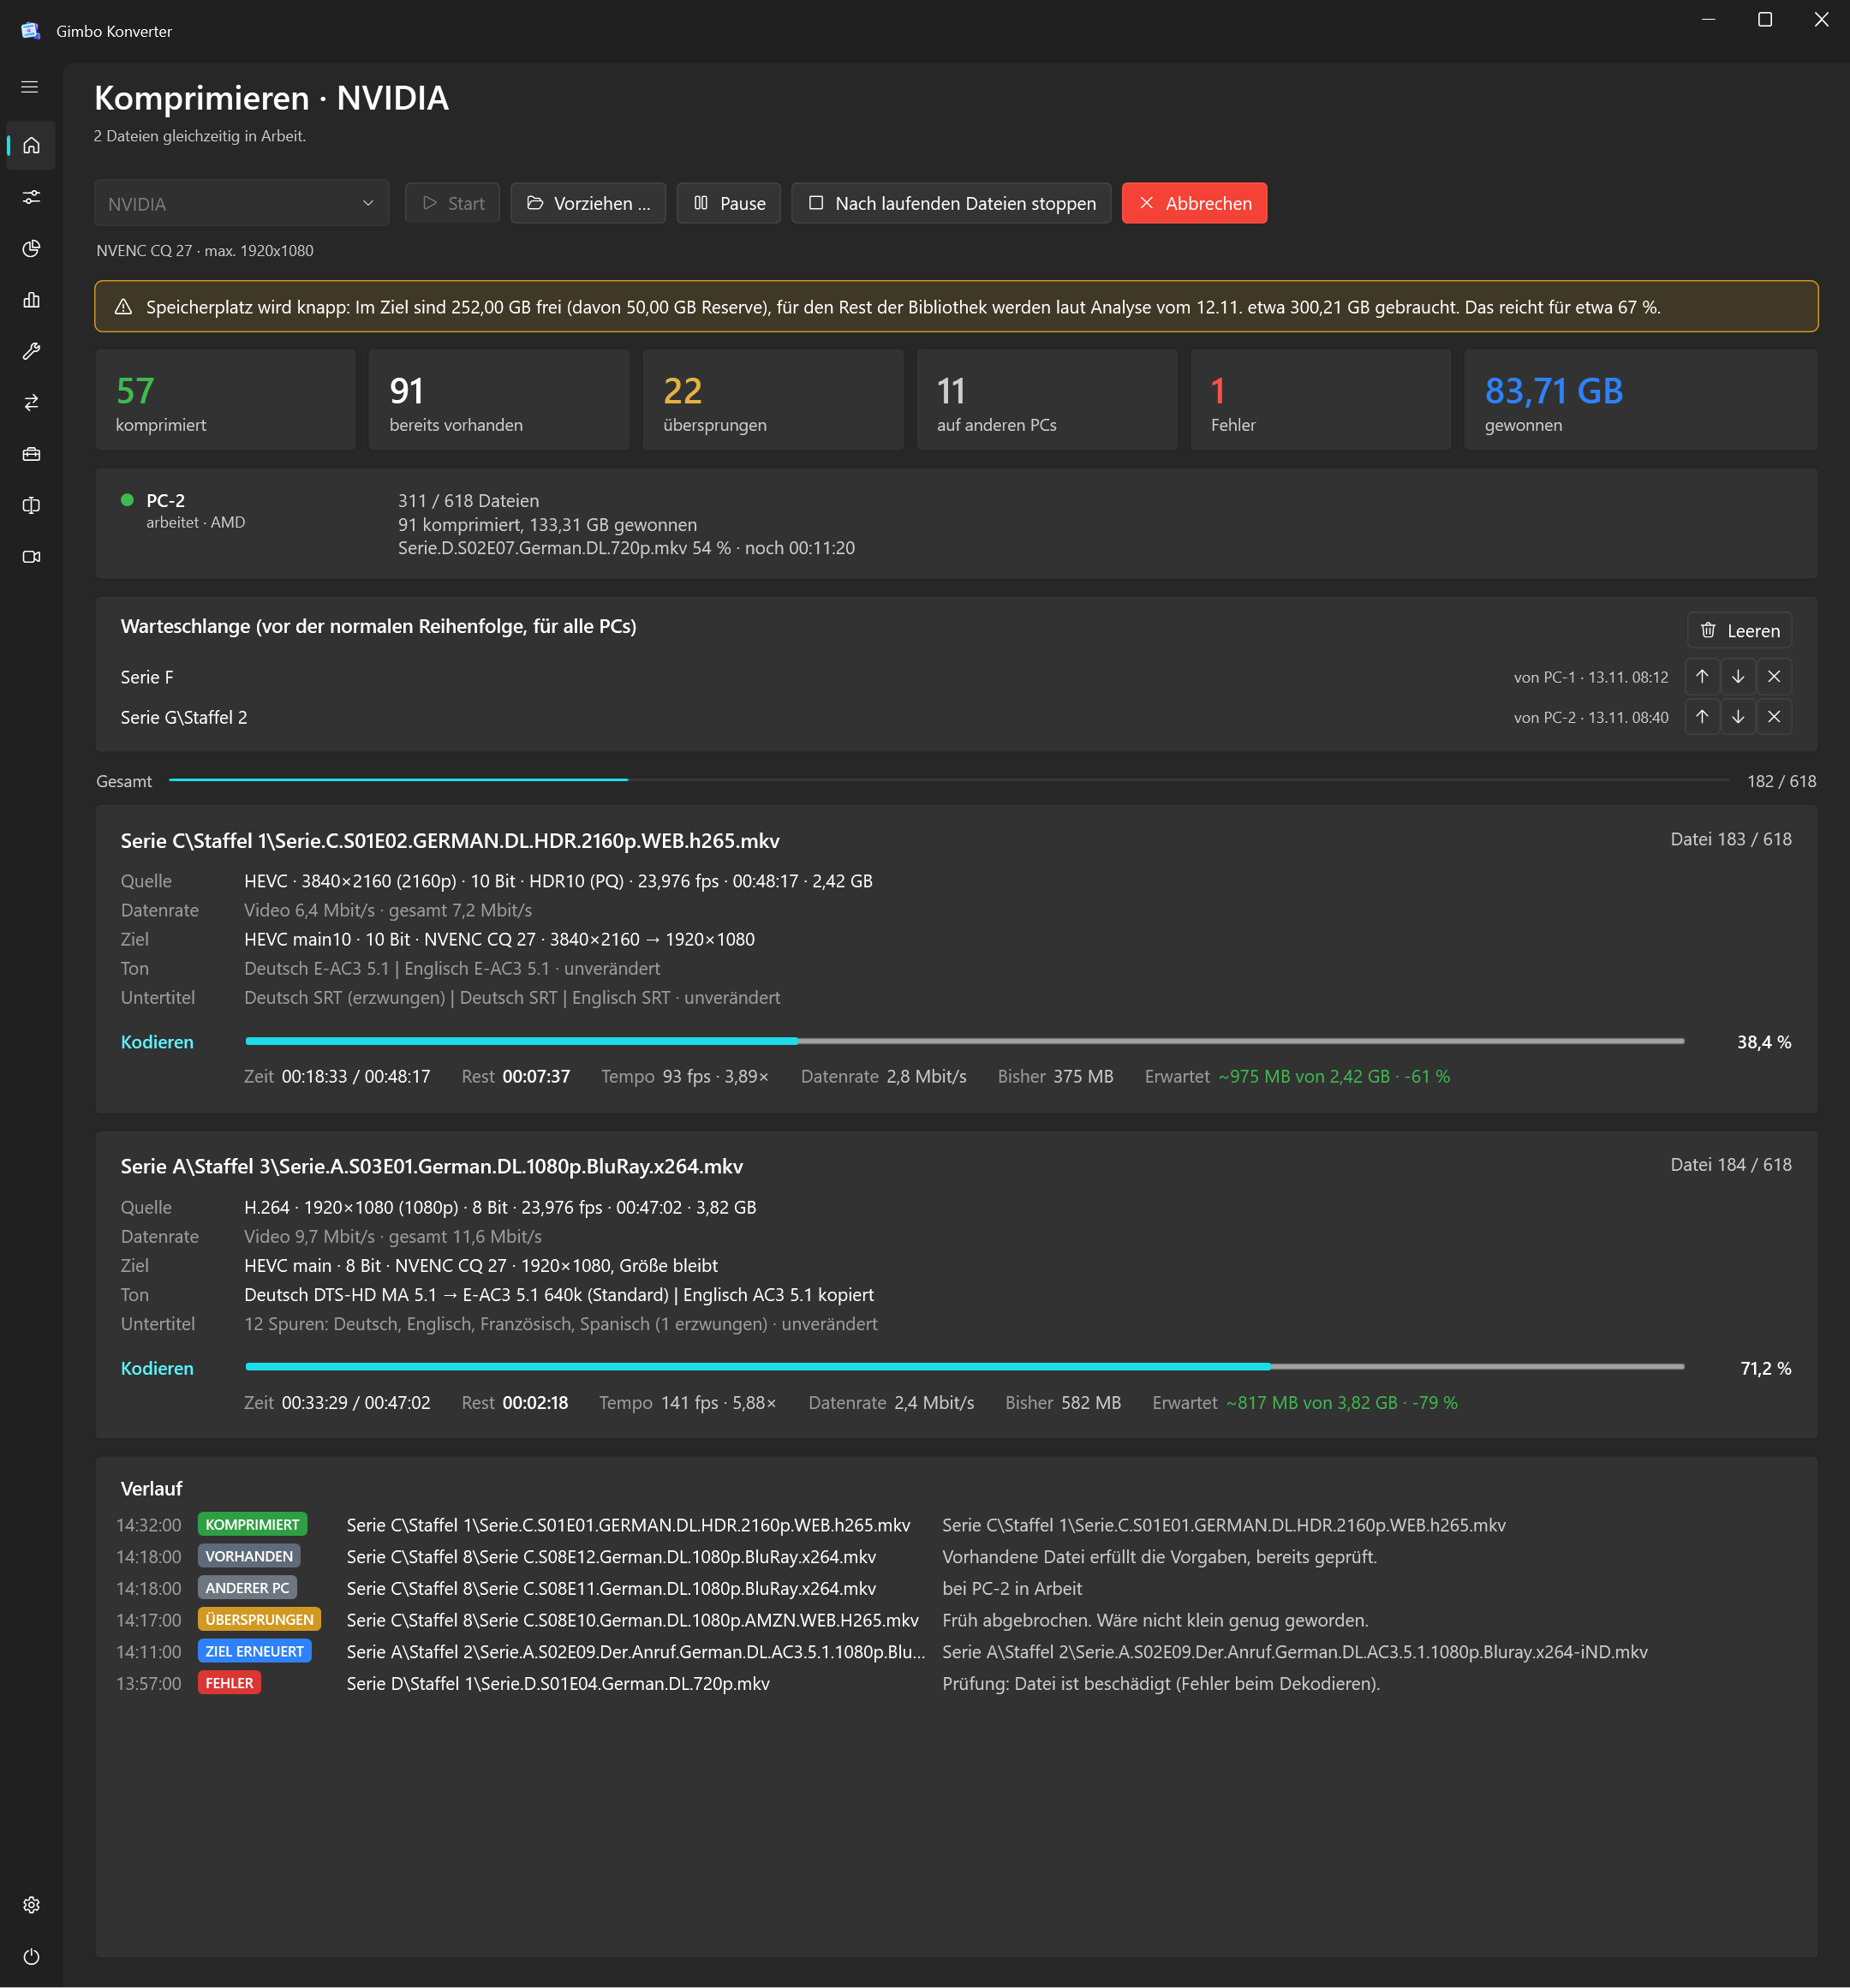 Gimbo Konverter
Komprimieren · NVIDIA
2 Dateien gleichzeitig in Arbeit.
NVIDIA
Start
Vorziehen ...
Pause
Nach laufenden Dateien stoppen
Abbrechen
NVENC CQ 27 · max. 1920x1080
Speicherplatz wird knapp: Im Ziel sind 252,00 GB frei (davon 50,00 GB Reserve), für den Rest der Bibliothek werden laut Analyse vom 12.11. etwa 300,21 GB gebraucht. Das reicht für etwa 67 %.
57
komprimiert
91
bereits vorhanden
22
übersprungen
11
auf anderen PCs
1
Fehler
83,71 GB
gewonnen
PC-2
arbeitet · AMD
311 / 618 Dateien
91 komprimiert, 133,31 GB gewonnen
Serie.D.S02E07.German.DL.720p.mkv 54 % · noch 00:11:20
Warteschlange (vor der normalen Reihenfolge, für alle PCs)
Leeren
Serie F
von PC-1 · 13.11. 08:12
Serie G\Staffel 2
von PC-2 · 13.11. 08:40
Gesamt
182 / 618
Serie C\Staffel 1\Serie.C.S01E02.GERMAN.DL.HDR.2160p.WEB.h265.mkv
Datei 183 / 618
Quelle HEVC · 3840×2160 (2160p) · 10 Bit · HDR10 (PQ) · 23,976 fps · 00:48:17 · 2,42 GB
Datenrate Video 6,4 Mbit/s · gesamt 7,2 Mbit/s
Ziel HEVC main10 · 10 Bit · NVENC CQ 27 · 3840×2160 → 1920×1080
Ton Deutsch E-AC3 5.1 | Englisch E-AC3 5.1 · unverändert
Untertitel Deutsch SRT (erzwungen) | Deutsch SRT | Englisch SRT · unverändert
Kodieren 38,4 %
Zeit 00:18:33 / 00:48:17 Rest 00:07:37 Tempo 93 fps · 3,89× Datenrate 2,8 Mbit/s Bisher 375 MB Erwartet ~975 MB von 2,42 GB · -61 %
Serie A\Staffel 3\Serie.A.S03E01.German.DL.1080p.BluRay.x264.mkv
Datei 184 / 618
Quelle H.264 · 1920×1080 (1080p) · 8 Bit · 23,976 fps · 00:47:02 · 3,82 GB
Datenrate Video 9,7 Mbit/s · gesamt 11,6 Mbit/s
Ziel HEVC main · 8 Bit · NVENC CQ 27 · 1920×1080, Größe bleibt
Ton Deutsch DTS-HD MA 5.1 → E-AC3 5.1 640k (Standard) | Englisch AC3 5.1 kopiert
Untertitel 12 Spuren: Deutsch, Englisch, Französisch, Spanisch (1 erzwungen) · unverändert
Kodieren 71,2 %
Zeit 00:33:29 / 00:47:02 Rest 00:02:18 Tempo 141 fps · 5,88× Datenrate 2,4 Mbit/s Bisher 582 MB Erwartet ~817 MB von 3,82 GB · -79 %
Verlauf
14:32:00 KOMPRIMIERT Serie C\Staffel 1\Serie.C.S01E01.GERMAN.DL.HDR.2160p.WEB.h265.mkv Serie C\Staffel 1\Serie.C.S01E01.GERMAN.DL.HDR.2160p.WEB.h265.mkv
14:18:00 VORHANDEN Serie C\Staffel 8\Serie C.S08E12.German.DL.1080p.BluRay.x264.mkv Vorhandene Datei erfüllt die Vorgaben, bereits geprüft.
14:18:00 ANDERER PC Serie C\Staffel 8\Serie C.S08E11.German.DL.1080p.BluRay.x264.mkv bei PC-2 in Arbeit
14:17:00 ÜBERSPRUNGEN Serie C\Staffel 8\Serie C.S08E10.German.DL.1080p.AMZN.WEB.H265.mkv Früh abgebrochen. Wäre nicht klein genug geworden.
14:11:00 ZIEL ERNEUERT Serie A\Staffel 2\Serie.A.S02E09.Der.Anruf.German.DL.AC3.5.1.1080p.Blu... Serie A\Staffel 2\Serie.A.S02E09.Der.Anruf.German.DL.AC3.5.1.1080p.Bluray.x264-iND.mkv
13:57:00 FEHLER Serie D\Staffel 1\Serie.D.S01E04.German.DL.720p.mkv Prüfung: Datei ist beschädigt (Fehler beim Dekodieren).